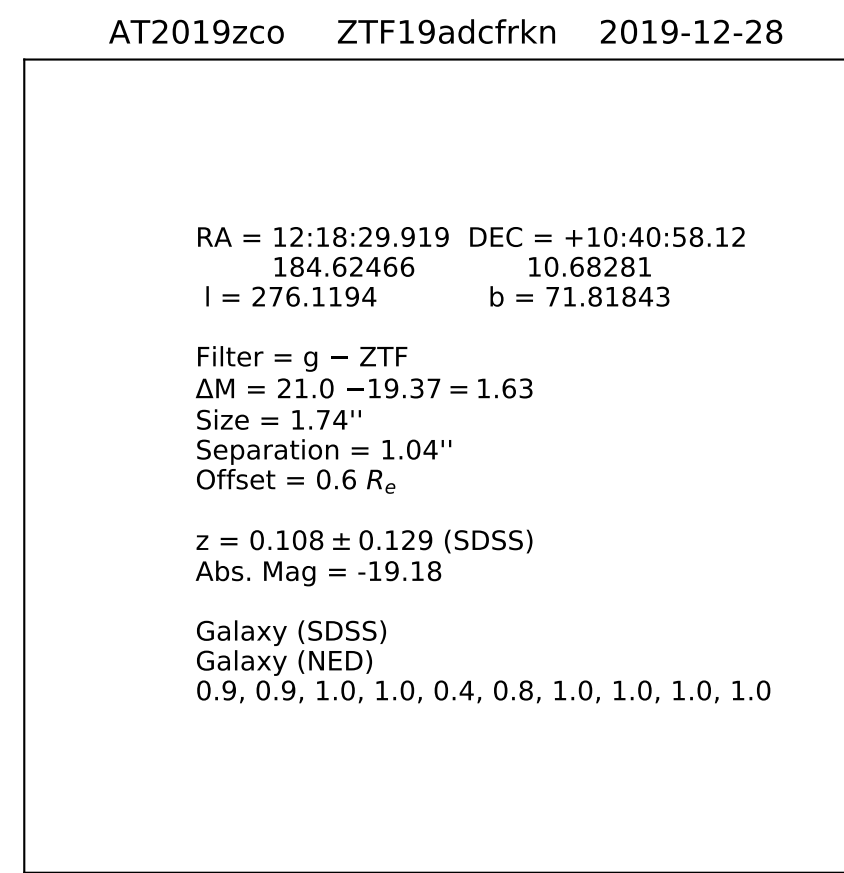 AT2019zco ZTF19adcfrkn 2019-12-28
RA = 12:18:29.919 DEC = +10:40:58.12
184.62466 10.68281
l = 276.1194 b = 71.81843
Filter = g − ZTF
ΔM = 21.0 −19.37 = 1.63
Size = 1.74''
Separation = 1.04''
Offset = 0.6 Rₑ
z = 0.108 ± 0.129 (SDSS)
Abs. Mag = -19.18
Galaxy (SDSS)
Galaxy (NED)
0.9, 0.9, 1.0, 1.0, 0.4, 0.8, 1.0, 1.0, 1.0, 1.0